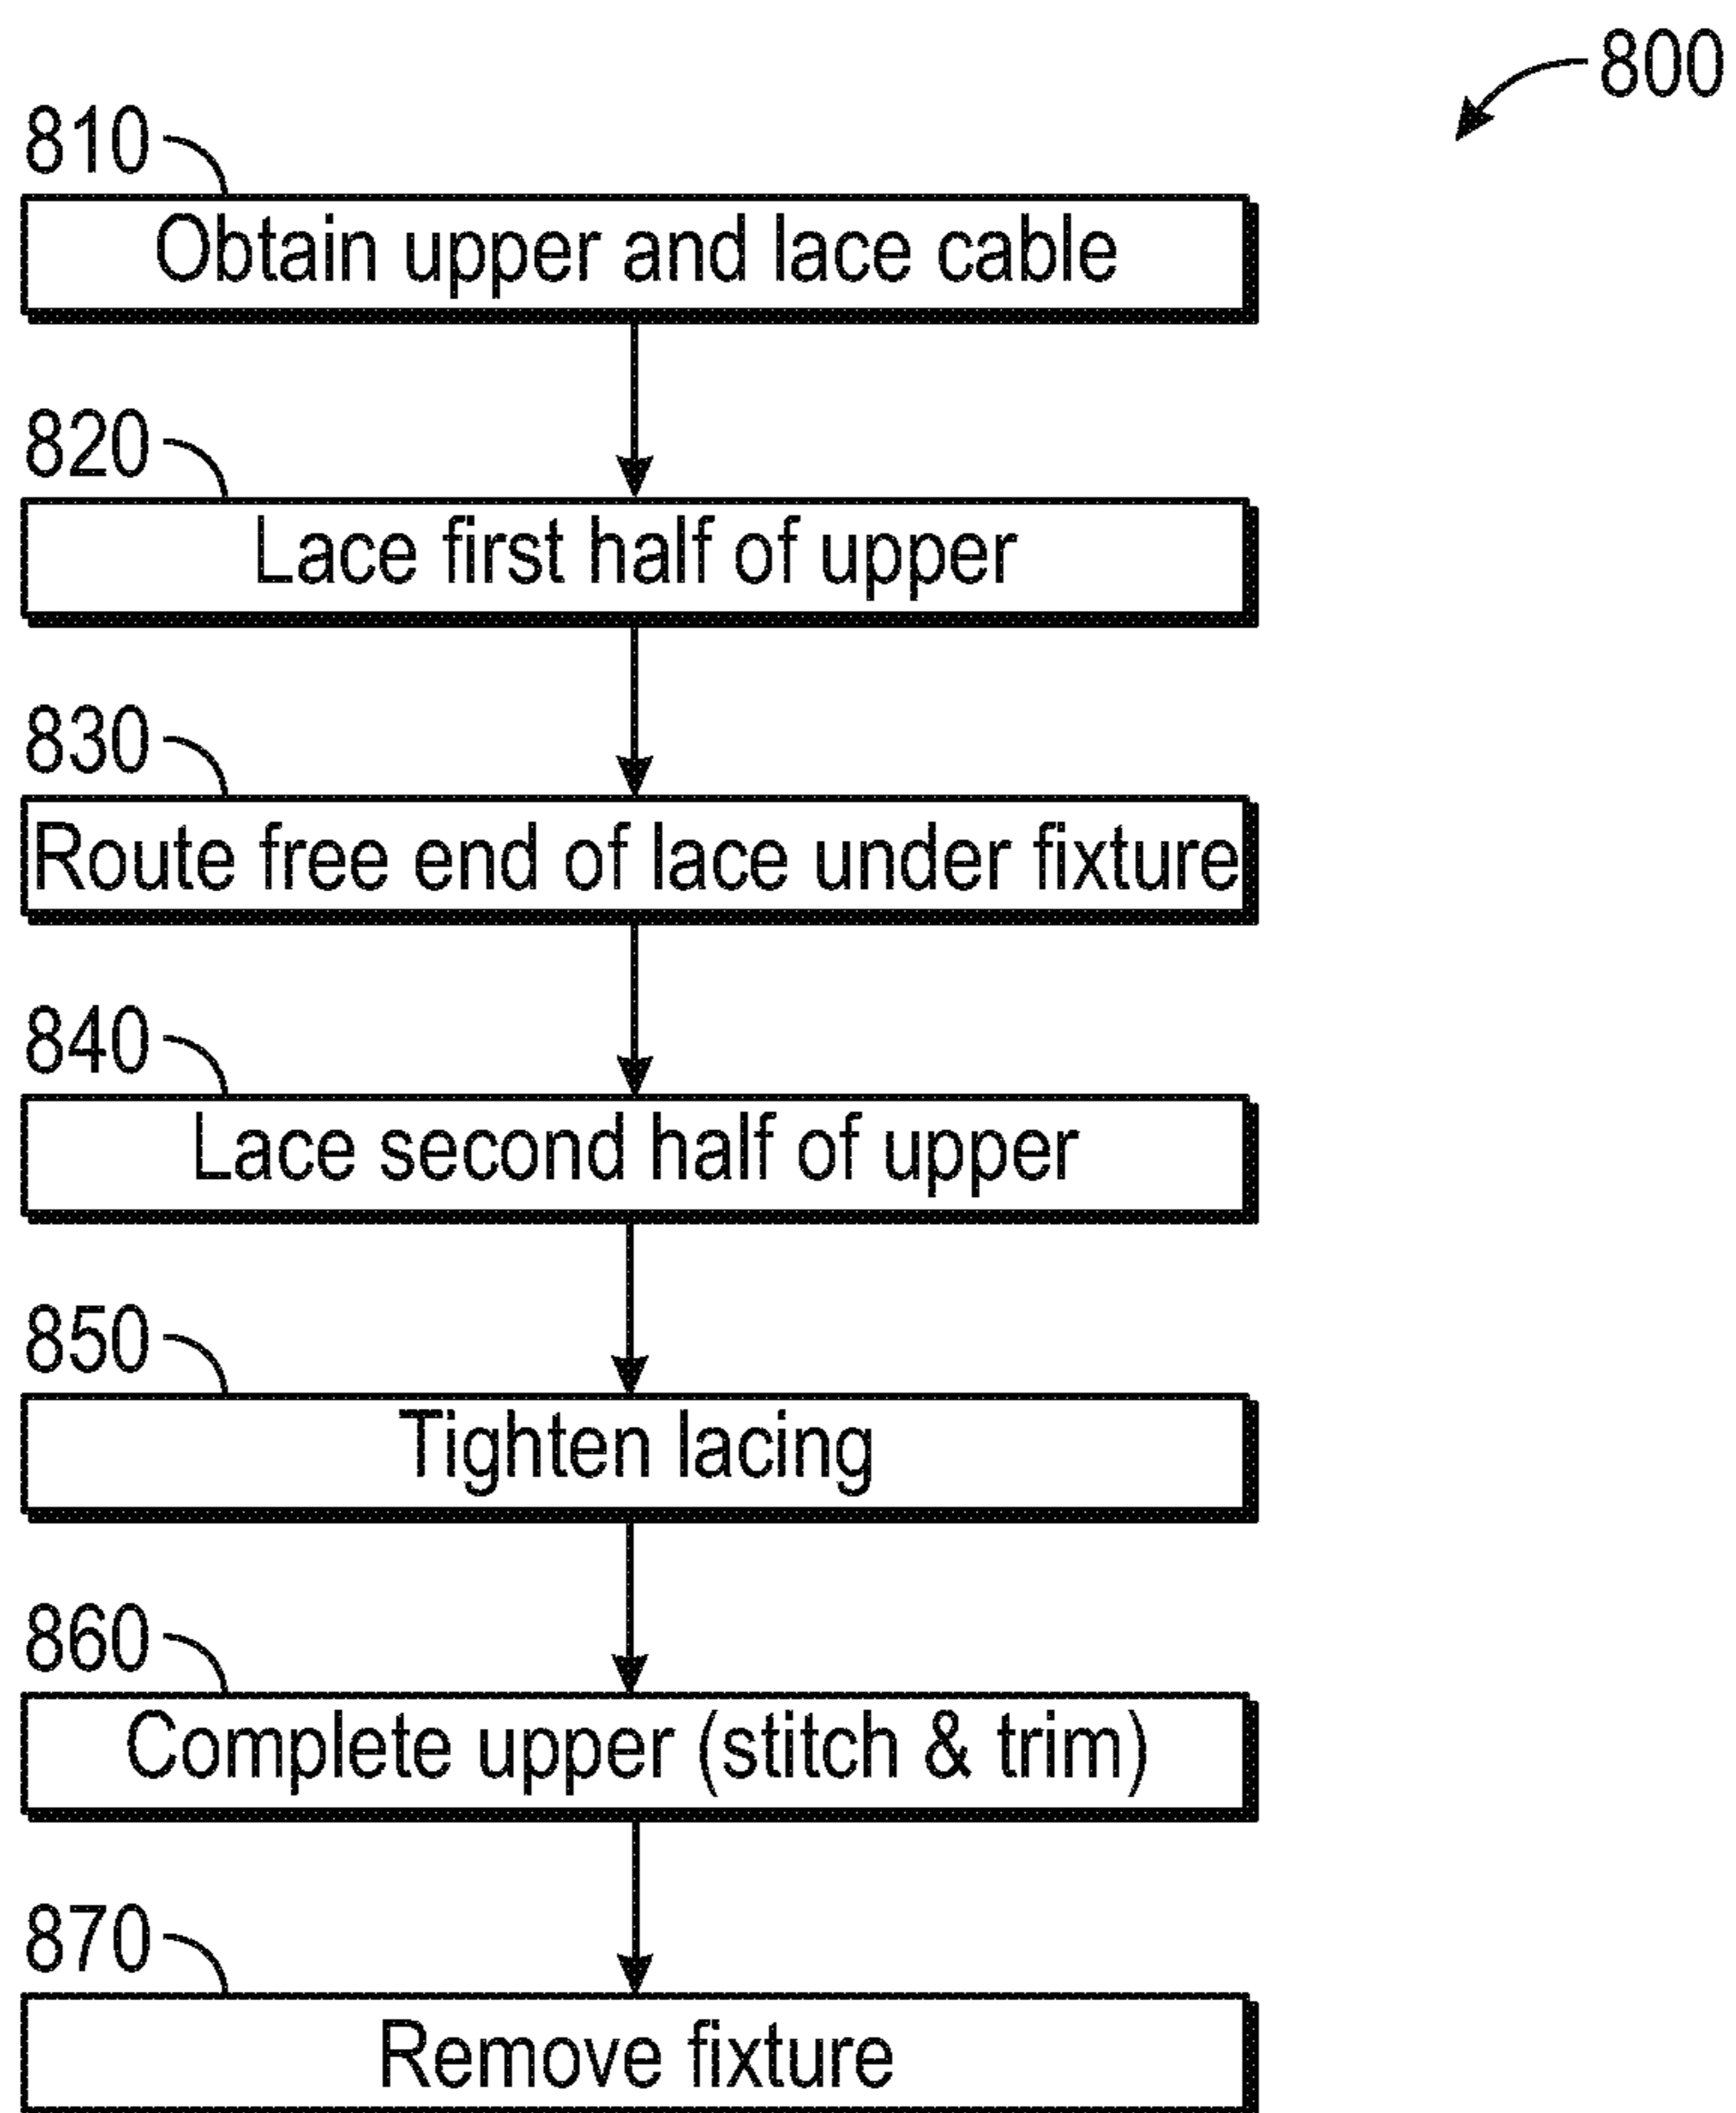 800
810
Obtain upper and lace cable
820
Lace first half of upper
830
Route free end of lace under fixture
840
Lace second half of upper
850
Tighten lacing
860
Complete upper (stitch & trim)
870
Remove fixture